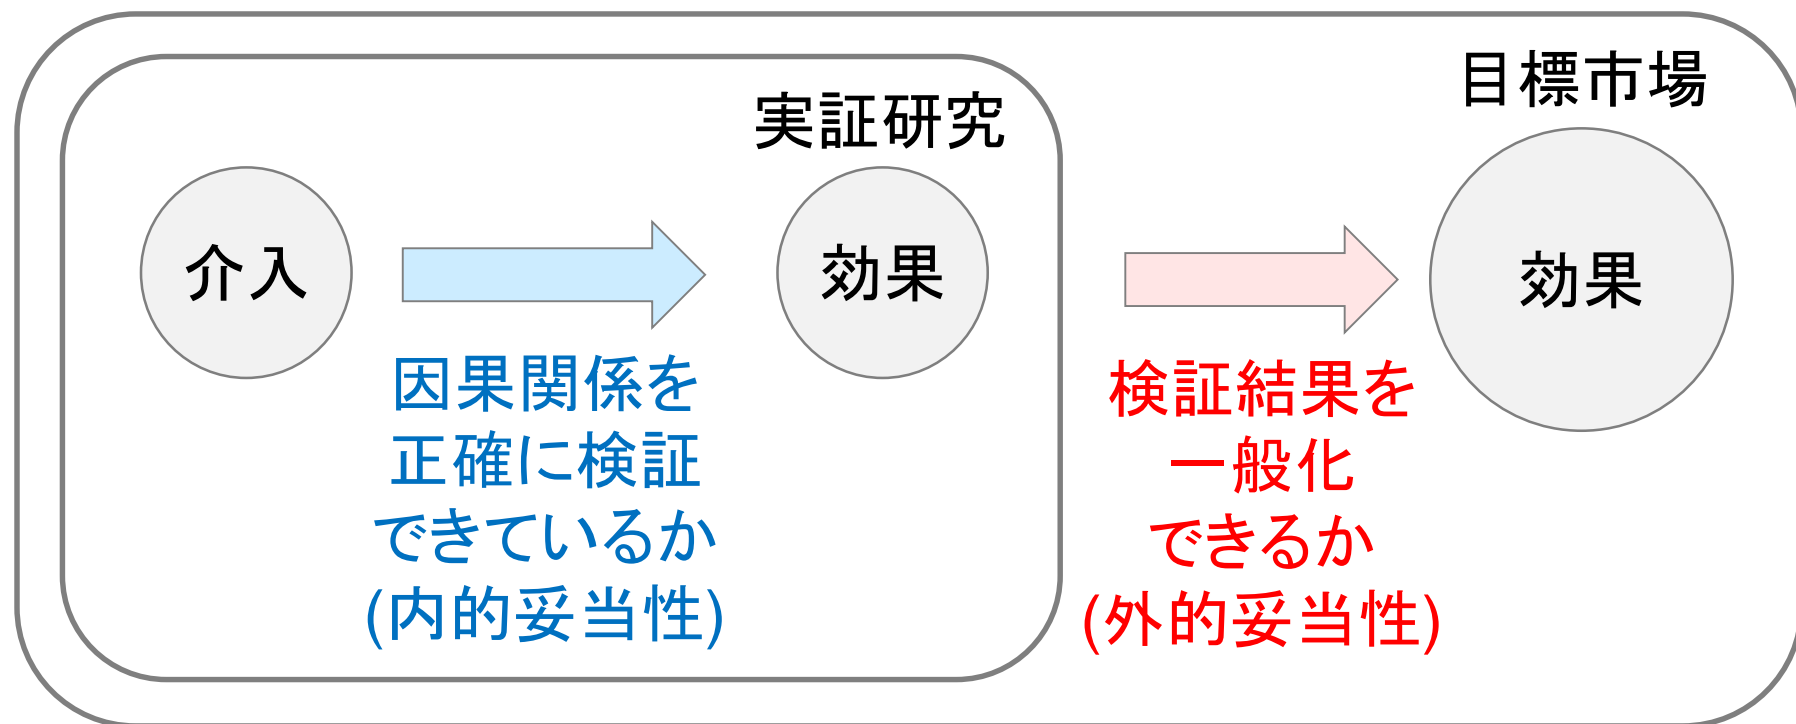 目標市場
実証研究
介入
効果
効果
因果関係を
正確に検証
できているか
(内的妥当性)
検証結果を
一般化
できるか
(外的妥当性)